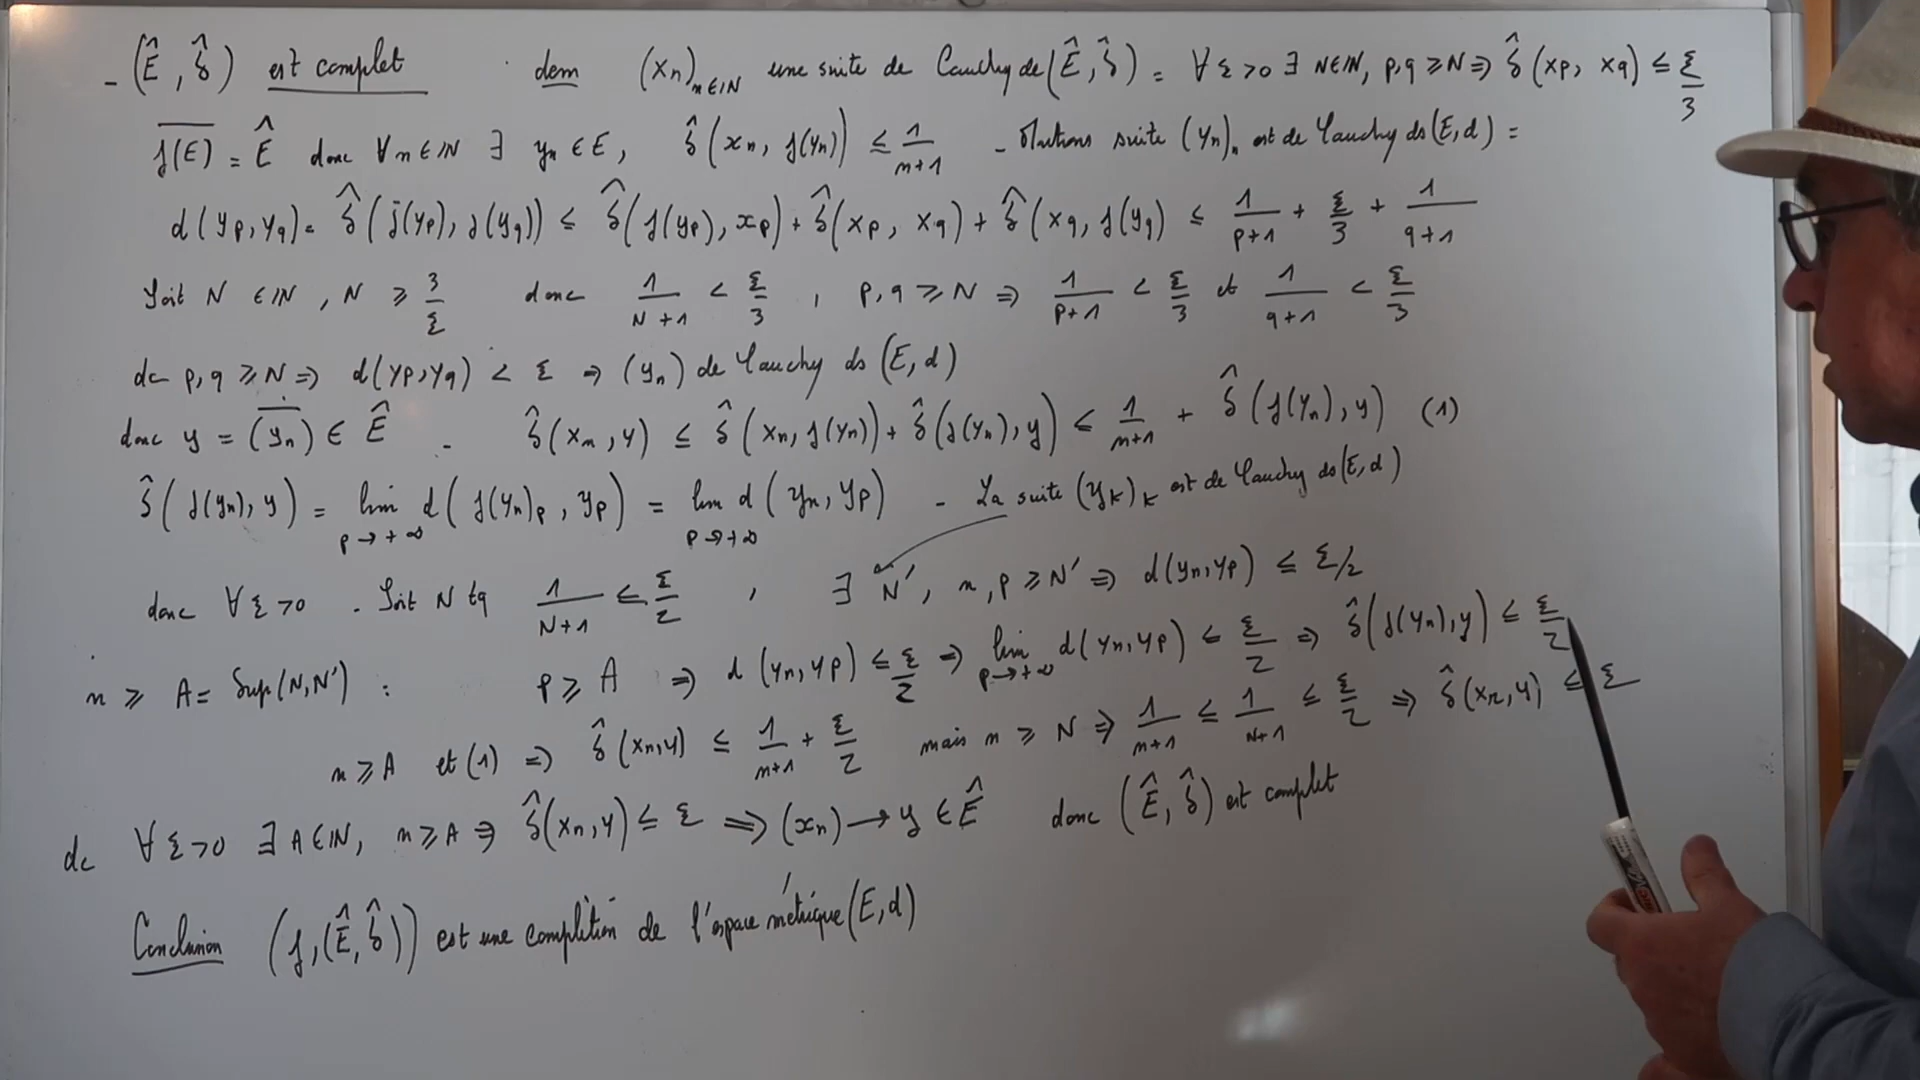 - (Ê, δ̂) est complet · dem (xn)n∈ℕ une suite de Cauchy de (Ê, δ̂) = ∀ε>0 ∃ N∈ℕ, p,q ≥ N ⇒ δ̂(xp, xq) ≤ ε/3
\overline{j(E)} = Ê donc ∀n∈ℕ ∃ yn ∈ E, δ̂(xn, j(yn)) ≤ 1/(n+1) - Montrons suite (yn)n est de Cauchy ds (E,d) =
d(yp,yq) = δ̂(j(yp), j(yq)) ≤ δ̂(j(yp), xp) + δ̂(xp, xq) + δ̂(xq, j(yq) ≤ 1/(p+1) + ε/3 + 1/(q+1)
Soit N ∈ℕ, N ≥ 3/ε donc 1/(N+1) < ε/3, p,q ≥ N ⇒ 1/(p+1) < ε/3 et 1/(q+1) < ε/3
dc p,q ≥ N ⇒ d(yp,yq) < ε ⇒ (yn) de Cauchy ds (E,d)
donc y = \overline{(yn)} ∈ Ê - δ̂(xn, y) ≤ δ̂(xn, j(yn)) + δ̂(j(yn), y) ≤ 1/(n+1) + δ̂(j(yn), y) (1)
δ̂(j(yn), y) = lim p→+∞ d(j(yn)p, yp) = lim p→+∞ d(yn, yp) - La suite (yk)k est de Cauchy ds (E,d)
donc ∀ε>0 - Soit N tq 1/(N+1) ≤ ε/2, ∃ N', n,p ≥ N' ⇒ d(yn,yp) ≤ ε/2
n ≥ A = Sup(N,N') : p ≥ A ⇒ d(yn,yp) ≤ ε/2 ⇒ lim p→+∞ d(yn,yp) ≤ ε/2 ⇒ δ̂(j(yn), y) ≤ ε/2
n ≥ A et (1) ⇒ δ̂(xn,y) ≤ 1/(n+1) + ε/2 mais n ≥ N ⇒ 1/(n+1) ≤ 1/(N+1) ≤ ε/2 ⇒ δ̂(xn,y) ≤ ε
dc ∀ε>0 ∃ A∈ℕ, n ≥ A ⇒ δ̂(xn,y) ≤ ε ⇒ (xn) → y ∈ Ê donc (Ê, δ̂) est complet
Conclusion (j, (Ê, δ̂)) est une complétion de l'espace métrique (E,d)